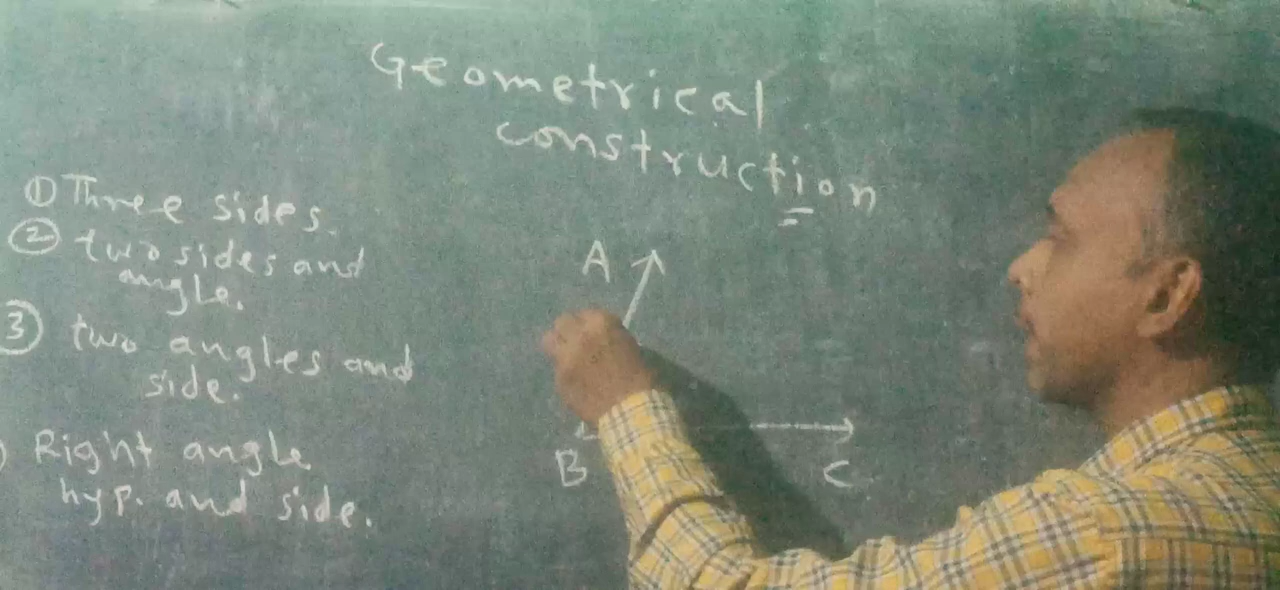 Geometrical
construction
① Three sides.
② two sides and
angle.
③ two angles and
side.
) Right angle
hyp. and side.
A
B
C